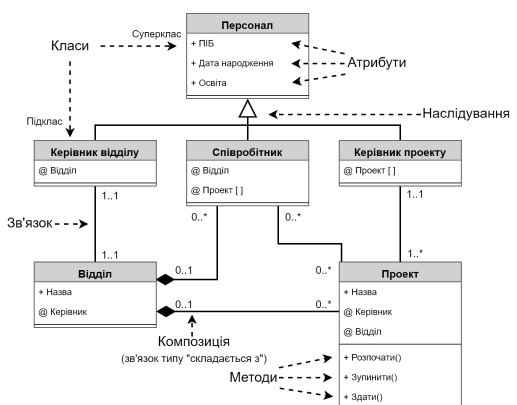 Персонал
Суперклас
Класи
+ ПІБ
+ Дата народження
+ Освіта
Атрибути
Підклас
Наслідування
Керівник відділу
@ Відділ
Співробітник
@ Відділ
@ Проект [ ]
Керівник проекту
@ Проект [ ]
1..1
1..1
0..*
0..*
Зв'язок
1..1
1..*
Відділ
+ Назва
@ Керівник
0..1
0..*
0..1
0..*
Проект
+ Назва
@ Керівник
@ Відділ
Композиція
(зв'язок типу "складається з")
Методи
+ Розпочати()
+ Зупинити()
+ Здати()